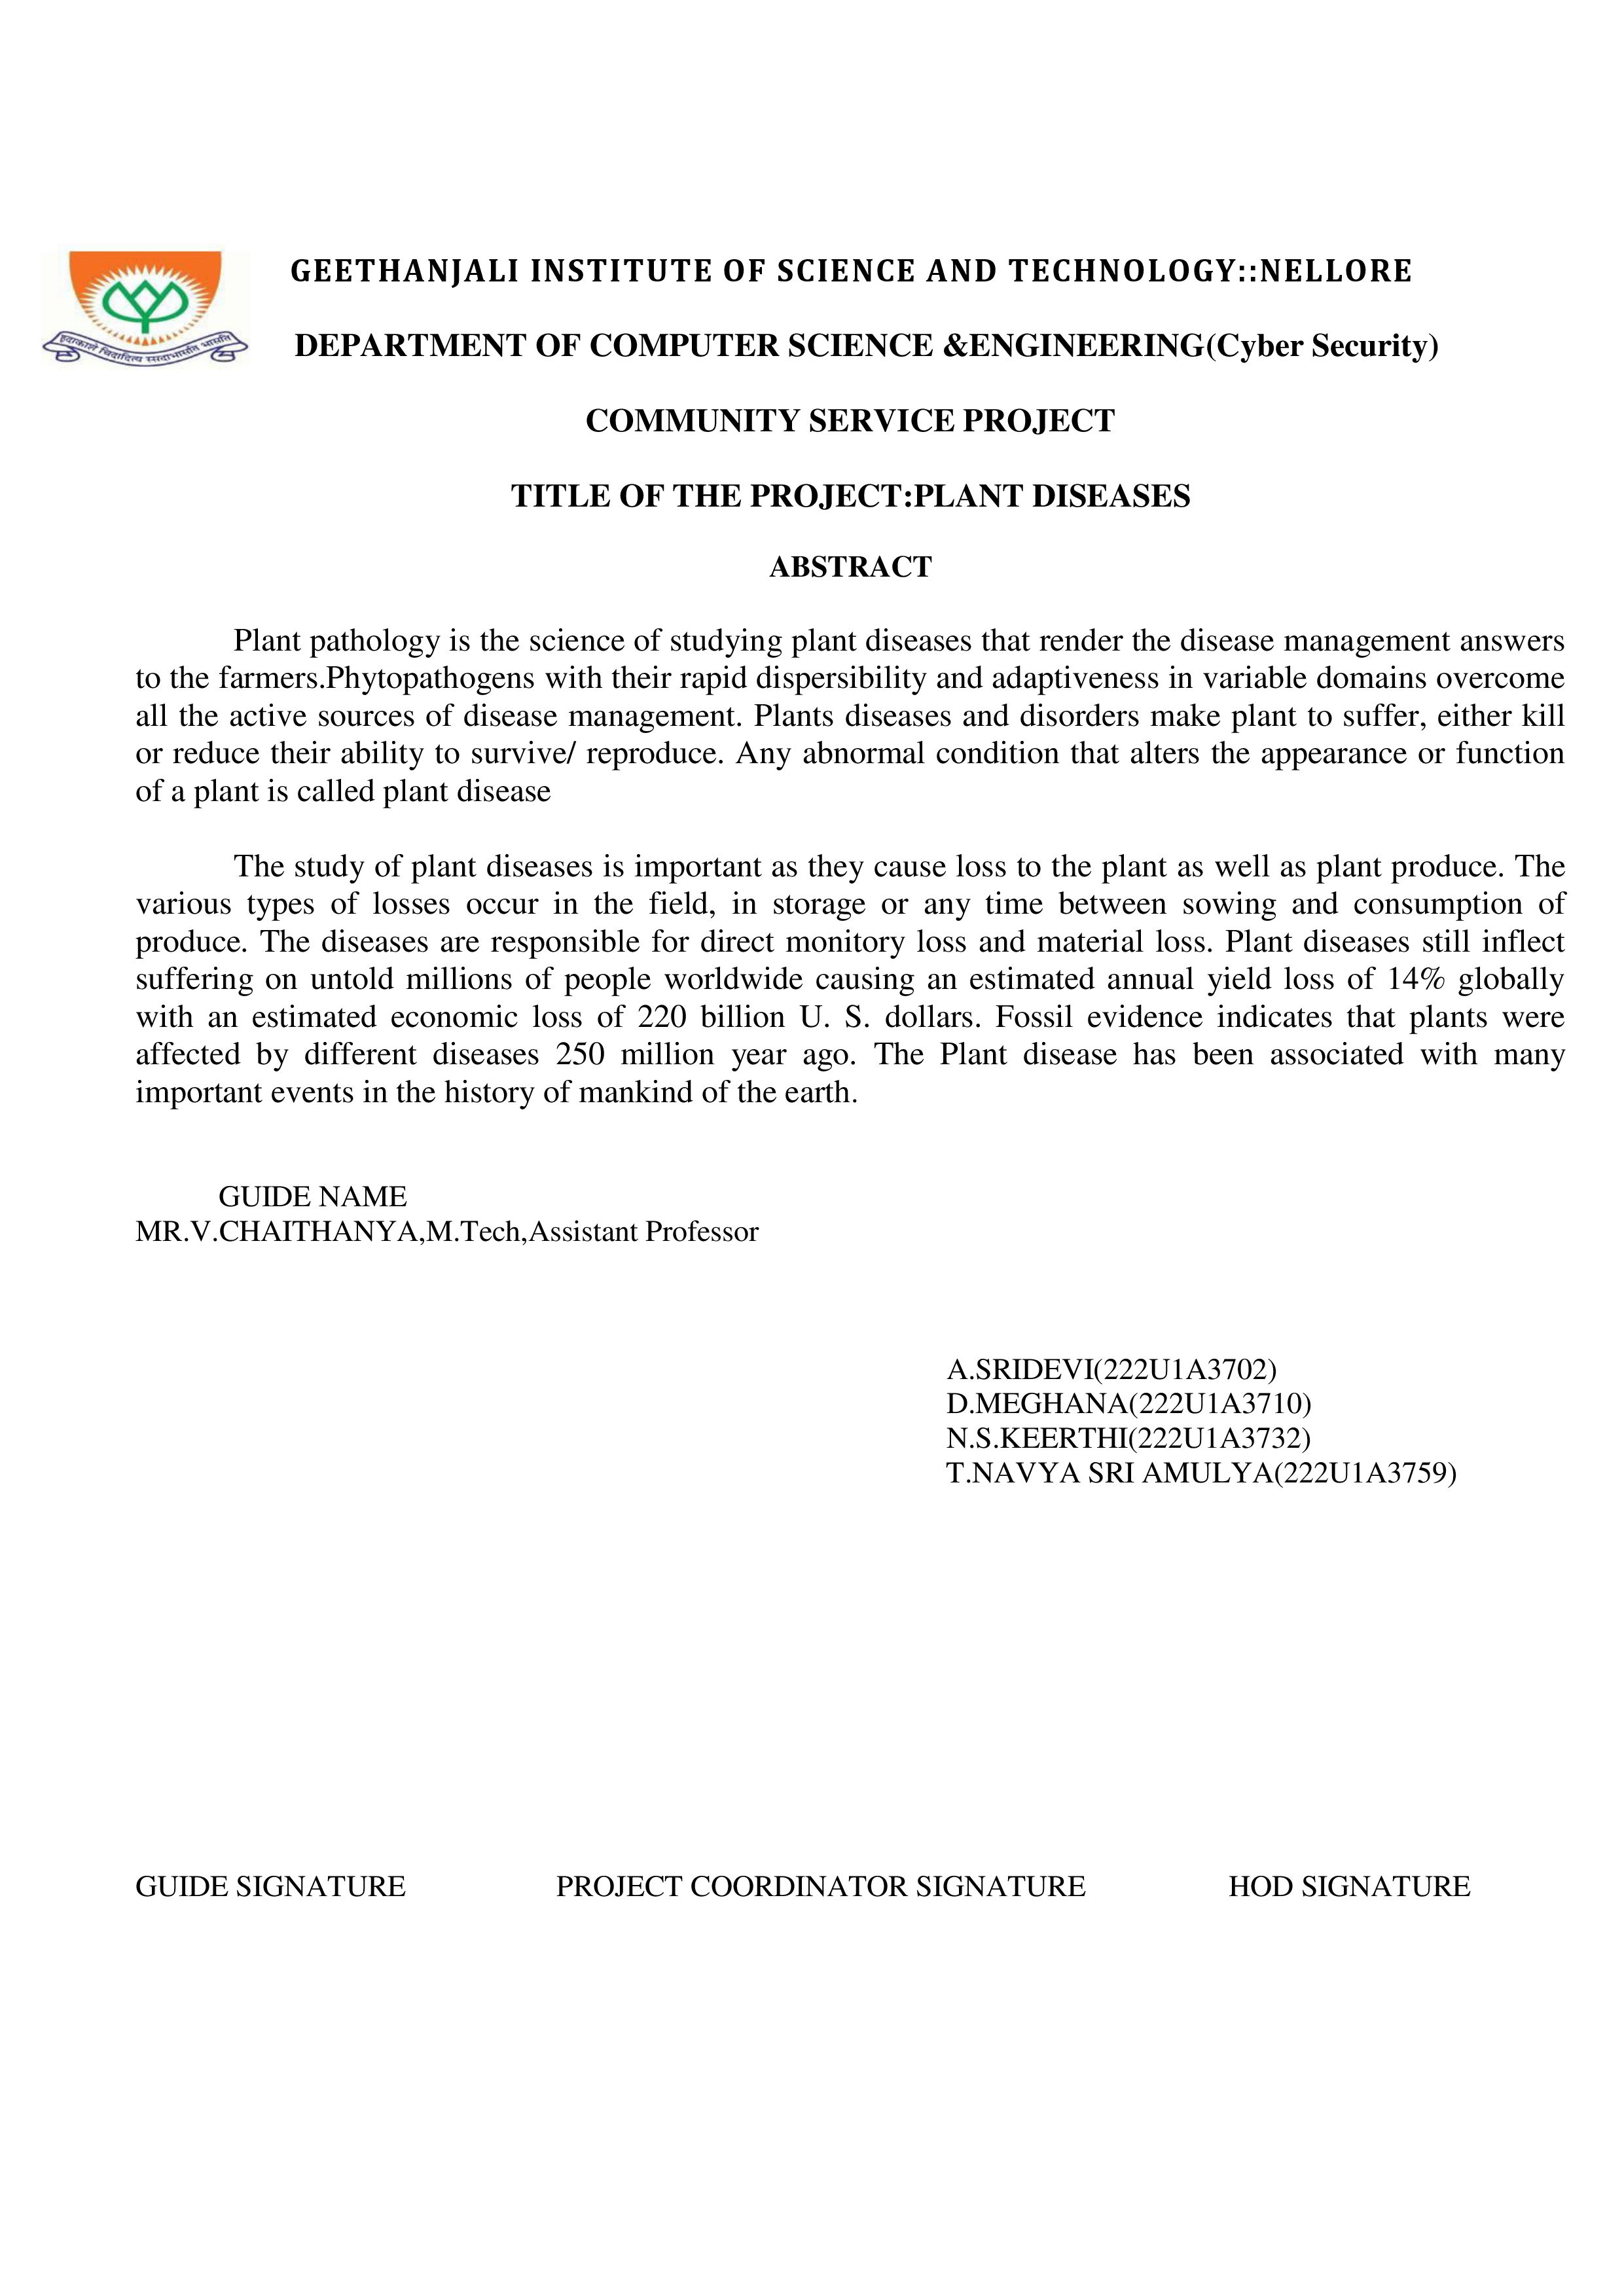 GEETHANJALI INSTITUTE OF SCIENCE AND TECHNOLOGY::NELLORE
DEPARTMENT OF COMPUTER SCIENCE &ENGINEERING(Cyber Security)
COMMUNITY SERVICE PROJECT
TITLE OF THE PROJECT:PLANT DISEASES
ABSTRACT
Plant pathology is the science of studying plant diseases that render the disease management answers
to the farmers.Phytopathogens with their rapid dispersibility and adaptiveness in variable domains overcome
all the active sources of disease management. Plants diseases and disorders make plant to suffer, either kill
or reduce their ability to survive/ reproduce. Any abnormal condition that alters the appearance or function
of a plant is called plant disease
The study of plant diseases is important as they cause loss to the plant as well as plant produce. The
various types of losses occur in the field, in storage or any time between sowing and consumption of
produce. The diseases are responsible for direct monitory loss and material loss. Plant diseases still inflect
suffering on untold millions of people worldwide causing an estimated annual yield loss of 14% globally
with an estimated economic loss of 220 billion U. S. dollars. Fossil evidence indicates that plants were
affected by different diseases 250 million year ago. The Plant disease has been associated with many
important events in the history of mankind of the earth.
GUIDE NAME
MR.V.CHAITHANYA,M.Tech,Assistant Professor
A.SRIDEVI(222U1A3702)
D.MEGHANA(222U1A3710)
N.S.KEERTHI(222U1A3732)
T.NAVYA SRI AMULYA(222U1A3759)
GUIDE SIGNATURE PROJECT COORDINATOR SIGNATURE HOD SIGNATURE